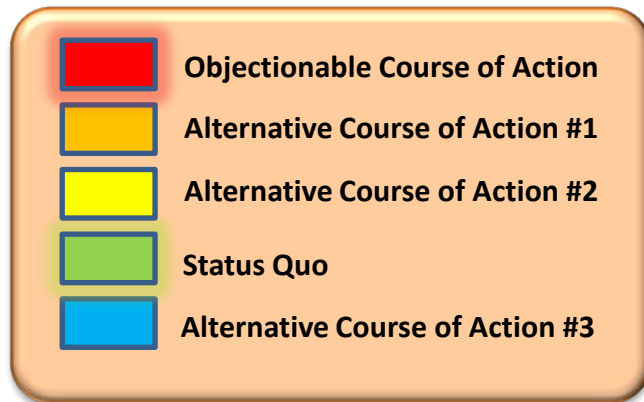 Objectionable Course of Action
Alternative Course of Action #1
Alternative Course of Action #2
Status Quo
Alternative Course of Action #3